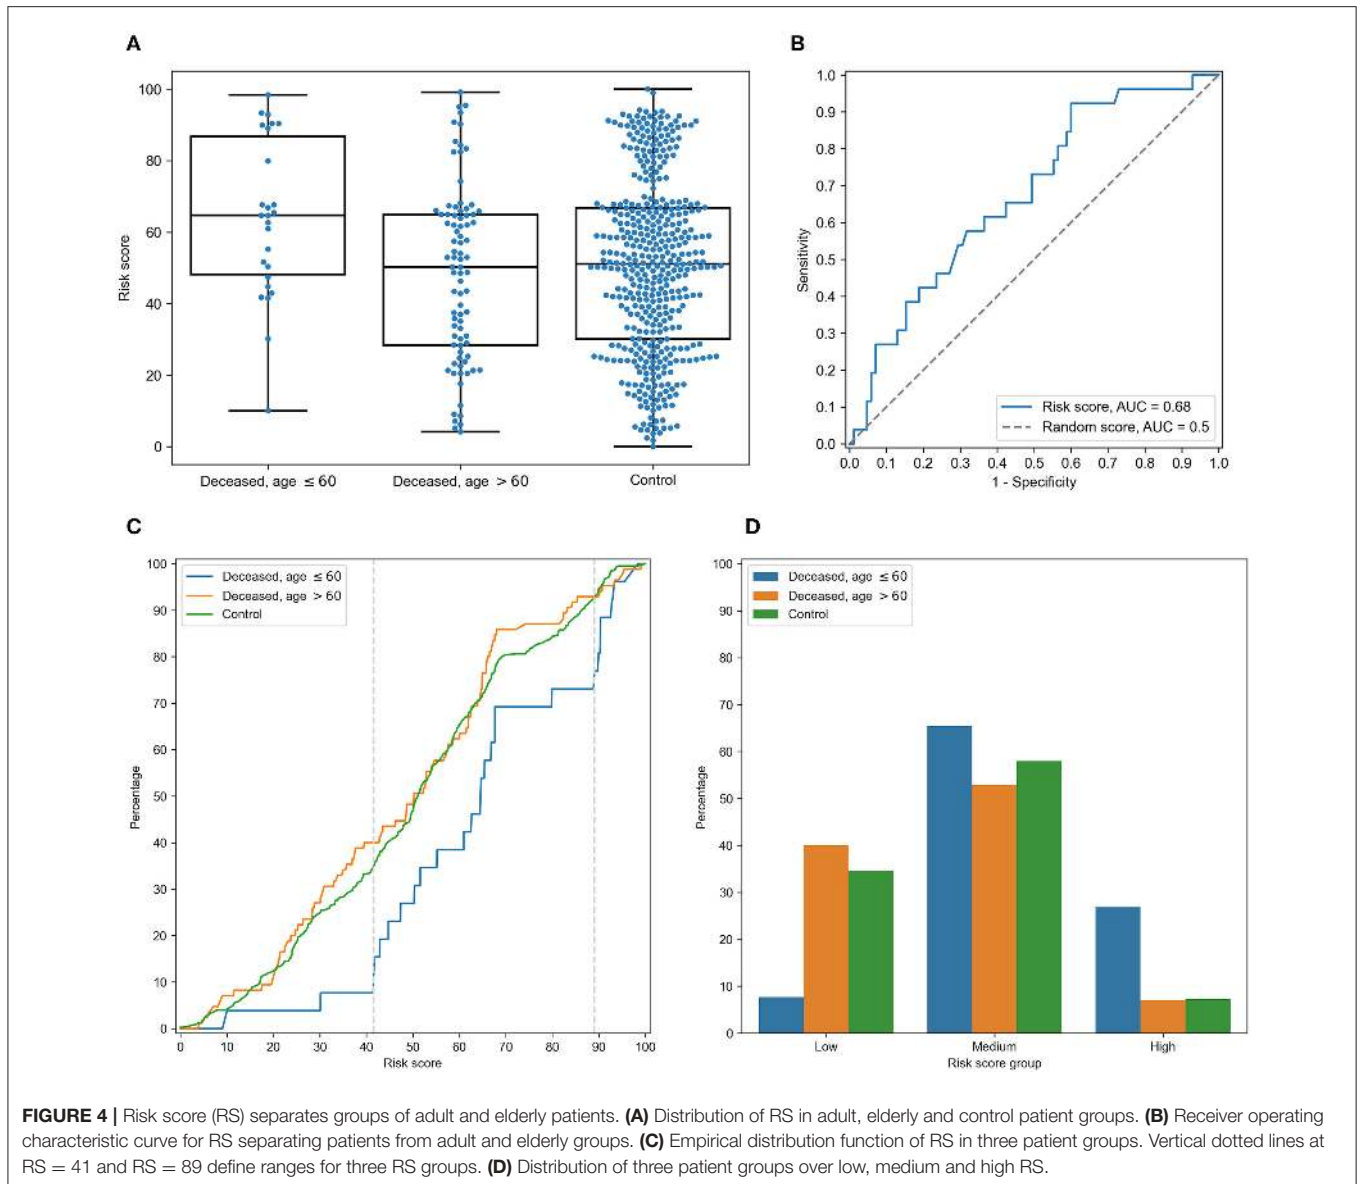 A
100
80
60
40
20
0
Risk score
Deceased, age ≤ 60
Deceased, age > 60
Control
B
1.0
0.9
0.8
0.7
0.6
0.5
0.4
0.3
0.2
0.1
0.0
Sensitivity
Risk score, AUC = 0.68
Random score, AUC = 0.5
0.0 0.1 0.2 0.3 0.4 0.5 0.6 0.7 0.8 0.9 1.0
1 - Specificity
C
100
90
80
70
60
50
40
30
20
10
0
Percentage
Deceased, age ≤ 60
Deceased, age > 60
Control
0 10 20 30 40 50 60 70 80 90 100
Risk score
D
100
90
80
70
60
50
40
30
20
10
0
Percentage
Deceased, age ≤ 60
Deceased, age > 60
Control
Low Medium High
Risk score group
FIGURE 4 | Risk score (RS) separates groups of adult and elderly patients. (A) Distribution of RS in adult, elderly and control patient groups. (B) Receiver operating
characteristic curve for RS separating patients from adult and elderly groups. (C) Empirical distribution function of RS in three patient groups. Vertical dotted lines at
RS = 41 and RS = 89 define ranges for three RS groups. (D) Distribution of three patient groups over low, medium and high RS.